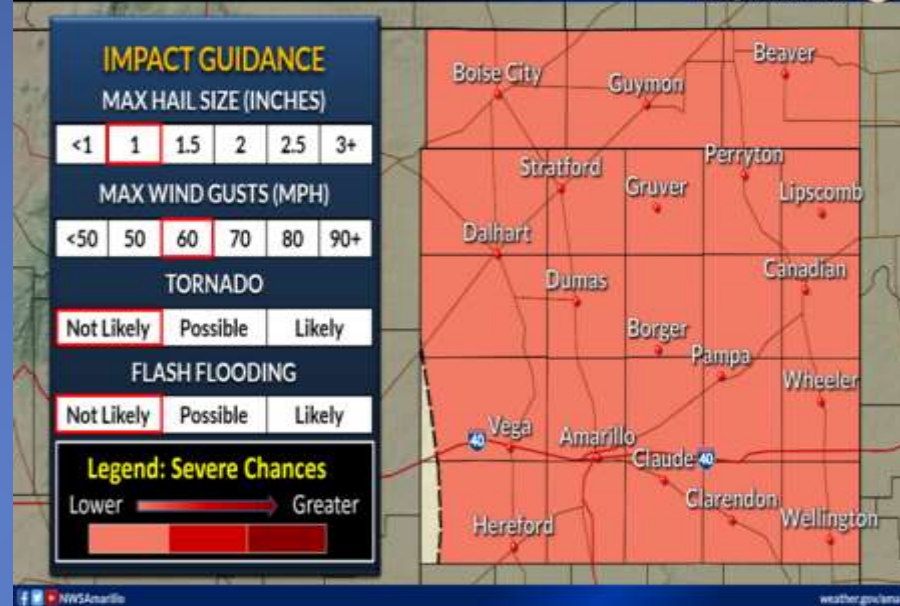 IMPACT GUIDANCE
MAX HAIL SIZE (INCHES)
<1 1 1.5 2 2.5 3+
MAX WIND GUSTS (MPH)
<50 50 60 70 80 90+
TORNADO
Not Likely Possible Likely
FLASH FLOODING
Not Likely Possible Likely
Legend: Severe Chances
Lower Greater
Boise City
Guymon
Beaver
Stratford
Gruver
Perryton
Lipscomb
Dalhart
Dumas
Canadian
Borger
Pampa
Wheeler
40
Vega
Amarillo
Claude
40
Clarendon
Hereford
Wellington
NWSAmarillo
weather.gov/ama